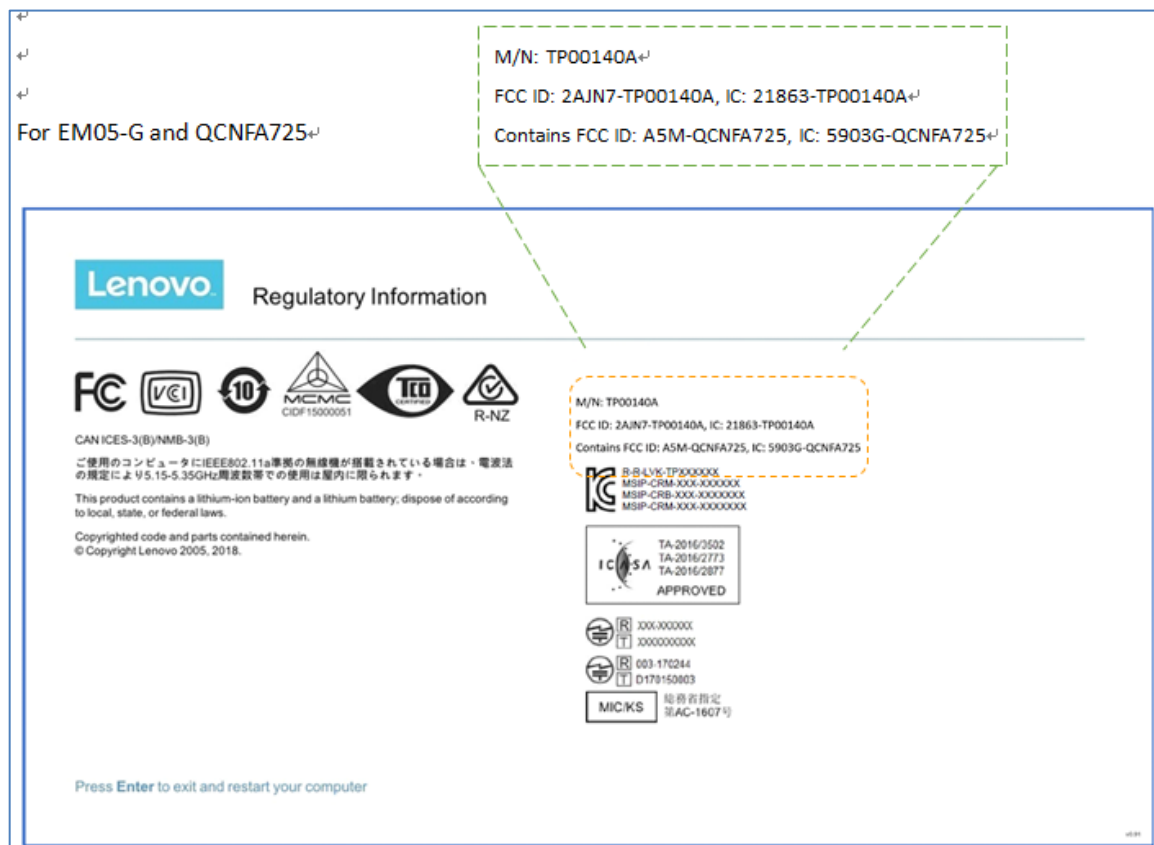 M/N: TP00140A
FCC ID: 2AJN7-TP00140A, IC: 21863-TP00140A
For EM05-G and QCNFA725
Contains FCC ID: A5M-QCNFA725, IC: 5903G-QCNFA725
Lenovo
Regulatory Information
FC
VCI
10
MCMC
CIDF15000051
TCO
CERTIFIED
R-NZ
CAN ICES-3(B)/NMB-3(B)
ご使用のコンピュータにIEEE802.11a準拠の無線機が搭載されている場合は・電波法
の規定により5.15-5.35GHz周波数帯での使用は屋内に限られます・
This product contains a lithium-ion battery and a lithium battery; dispose of according
to local, state, or federal laws.
Copyrighted code and parts contained herein.
© Copyright Lenovo 2005, 2018.
M/N: TP00140A
FCC ID: 2AJN7-TP00140A, IC: 21863-TP00140A
Contains FCC ID: A5M-QCNFA725, IC: 5903G-QCNFA725
R-R-LVK-TPXXXXXX
MSIP-CRM-XXX-XXXXXX
MSIP-CRB-XXX-XXXXXXX
MSIP-CRM-XXX-XXXXXXX
ICASA
TA-2016/3502
TA-2016/2773
TA-2016/2877
APPROVED
R XXX-XXXXXX
T XXXXXXXXXX
R 003-170244
T D170150003
MIC/KS
総務省指定
第AC-1607号
Press Enter to exit and restart your computer